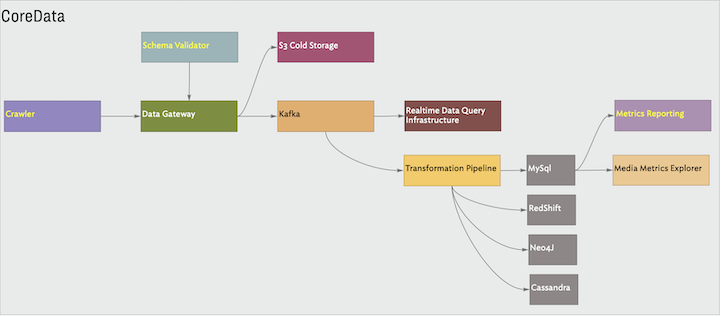 CoreData
Schema Validator
S3 Cold Storage
Crawler
Data Gateway
Kafka
Realtime Data Query
Infrastructure
Metrics Reporting
Transformation Pipeline
MySql
Media Metrics Explorer
RedShift
Neo4J
Cassandra